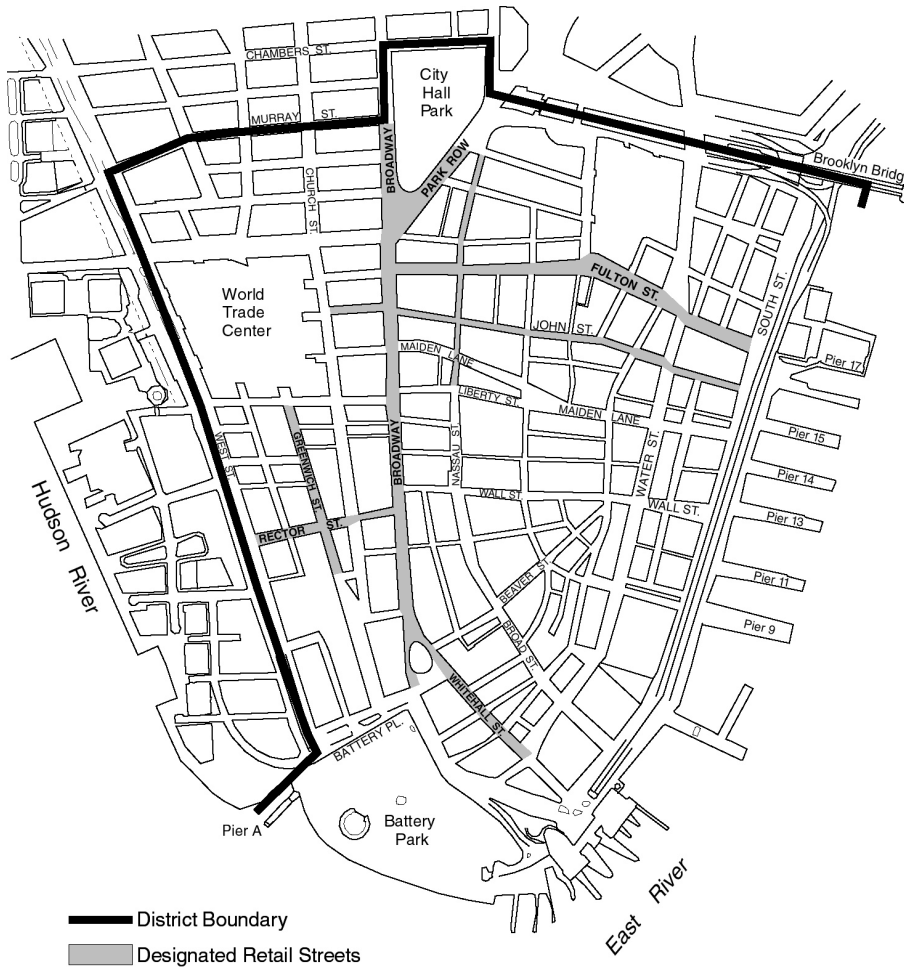 CHAMBERS ST.
City
Hall
Park
MURRAY ST.
BROADWAY
PARK ROW
Brooklyn Bridg
CHURCH ST.
FULTON ST.
SOUTH ST.
World
Trade
Center
JOHN ST.
MAIDEN LANE
Pier 17
LIBERTY ST.
MAIDEN LANE
Pier 15
WEST ST.
GREENWICH ST.
BROADWAY
NASSAU ST.
WATER ST.
Pier 14
WALL ST.
WALL ST.
Pier 13
RECTOR ST.
Hudson River
BEAVER ST.
Pier 11
BROAD ST.
Pier 9
WHITEHALL ST.
BATTERY PL.
Pier A
Battery
Park
East River
District Boundary
Designated Retail Streets